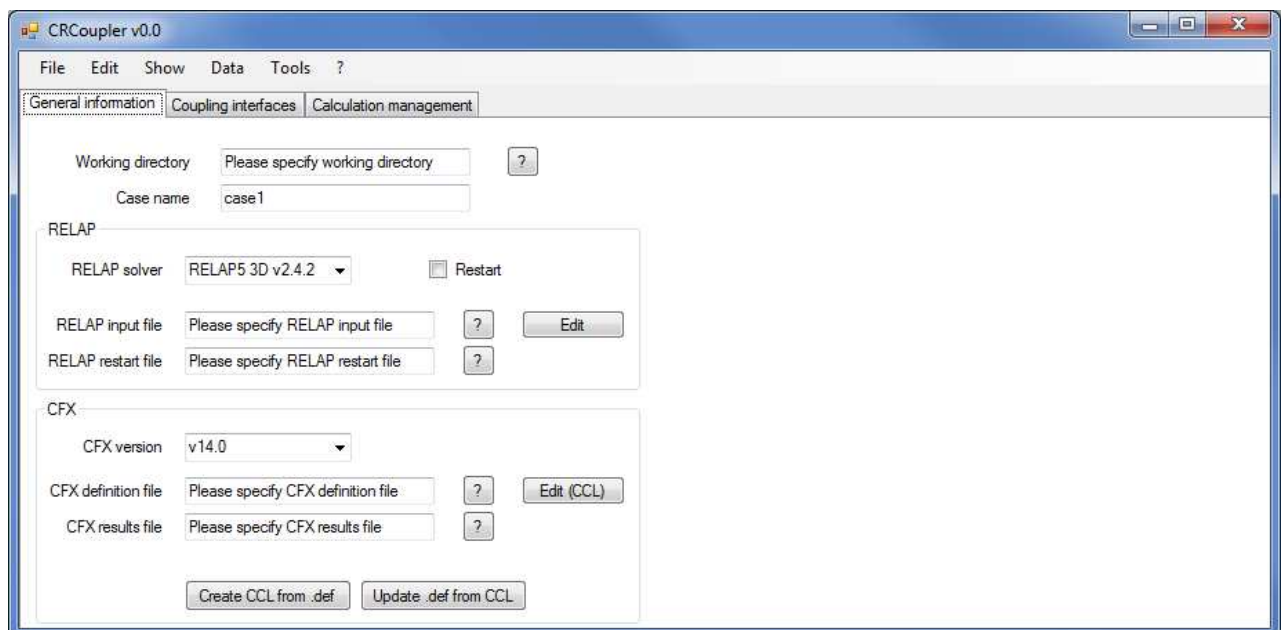 CRCoupler v0.0
File Edit Show Data Tools ?
General information Coupling interfaces Calculation management
Working directory Please specify working directory ?
Case name case1
RELAP
RELAP solver RELAP5 3D v2.4.2 Restart
RELAP input file Please specify RELAP input file ? Edit
RELAP restart file Please specify RELAP restart file ?
CFX
CFX version v14.0
CFX definition file Please specify CFX definition file ? Edit (CCL)
CFX results file Please specify CFX results file ?
Create CCL from .def Update .def from CCL